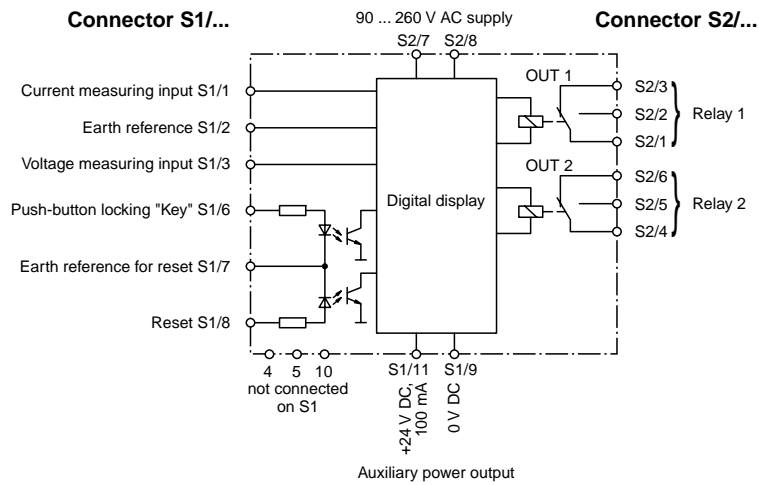 Connector S1/...
90 ... 260 V AC supply
Connector S2/...
S2/7
S2/8
Current measuring input S1/1
Earth reference S1/2
Voltage measuring input S1/3
Push-button locking "Key" S1/6
Earth reference for reset S1/7
Reset S1/8
Digital display
OUT 1
S2/3
S2/2
S2/1
Relay 1
OUT 2
S2/6
S2/5
S2/4
Relay 2
4
5
10
not connected
on S1
S1/11
S1/9
+24 V DC,
100 mA
0 V DC
Auxiliary power output